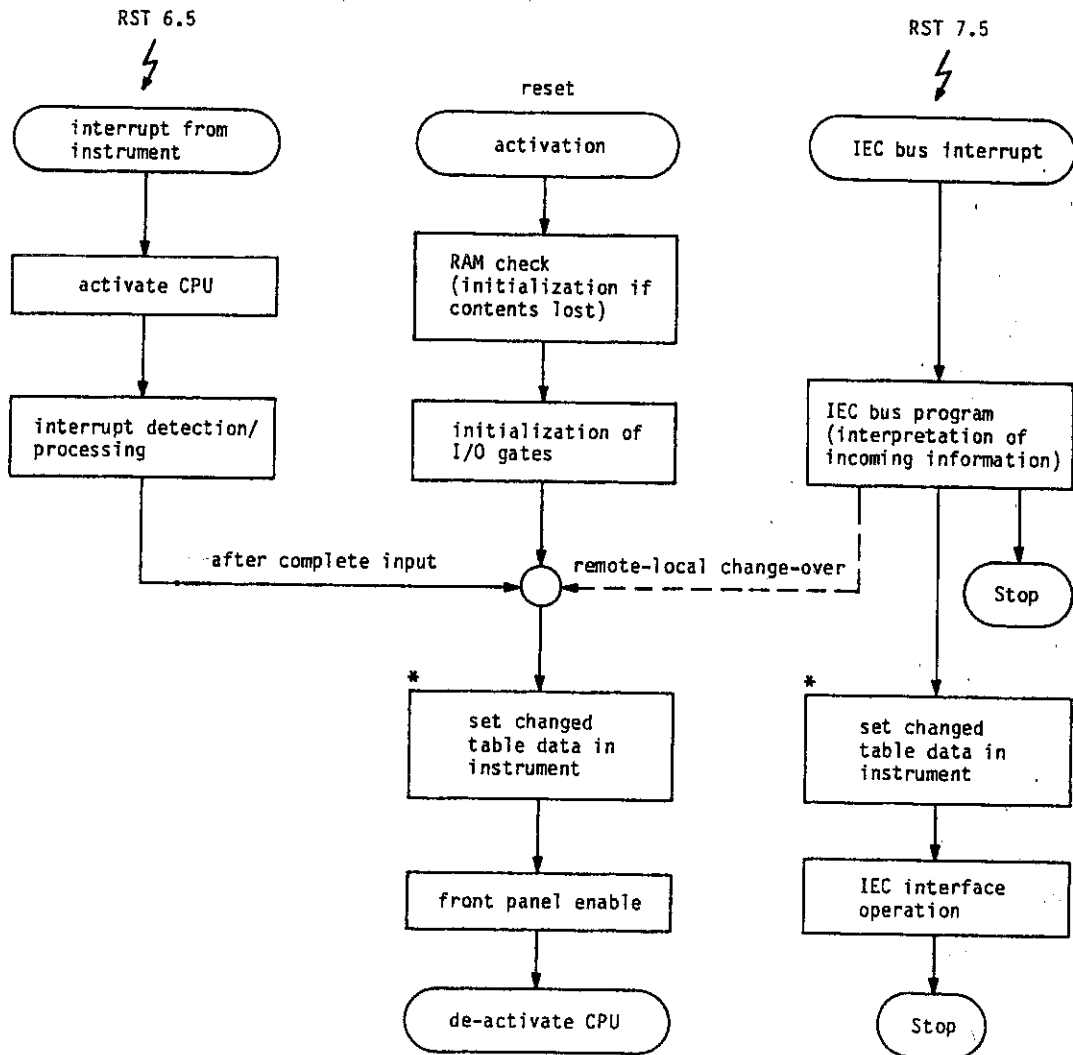 RST 6.5
RST 7.5
reset
interrupt from
instrument
activation
IEC bus interrupt
activate CPU
RAM check
(initialization if
contents lost)
interrupt detection/
processing
initialization of
I/O gates
IEC bus program
(interpretation of
incoming information)
after complete input
remote-local change-over
Stop
*
set changed
table data in
instrument
*
set changed
table data in
instrument
front panel enable
IEC interface
operation
de-activate CPU
Stop